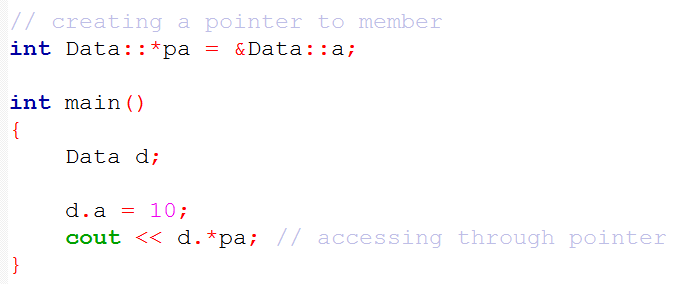 // creating a pointer to member
int Data::*pa = &Data::a;
int main()
{
Data d;
d.a = 10;
cout << d.*pa; // accessing through pointer
}